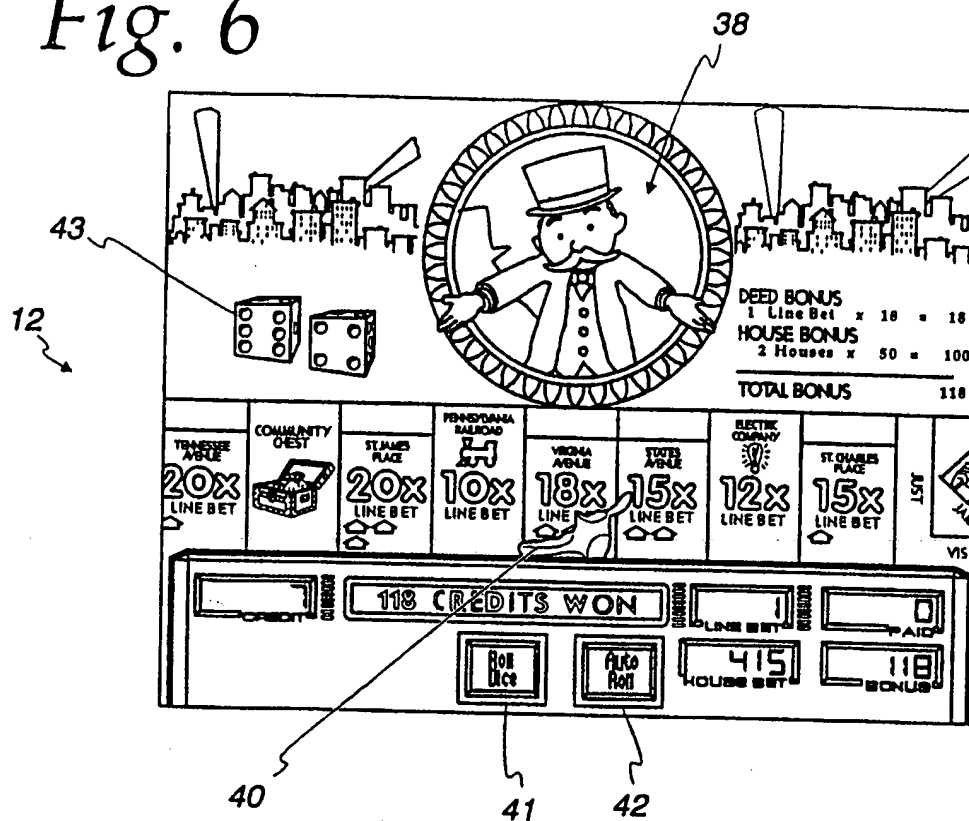 Fig. 6
38
43
12
DEED BONUS
1 Line Bet x 18 = 18
HOUSE BONUS
2 Houses x 50 = 100
TOTAL BONUS 118
TENNESSEE AVENUE
20x
LINE BET
COMMUNITY CHEST
ST. JAMES PLACE
20x
LINE BET
PENNSYLVANIA RAILROAD
10x
LINE BET
VIRGINIA AVENUE
18x
LINE
STATES AVENUE
15x
LINE BET
ELECTRIC COMPANY
12x
LINE BET
ST. CHARLES PLACE
15x
LINE BET
JUST
VIS
CREDIT
118 CREDITS WON
1
LINE BET
0
PAID
Roll Dice
Auto Roll
415
HOUSE BET
118
BONUS
40
41
42